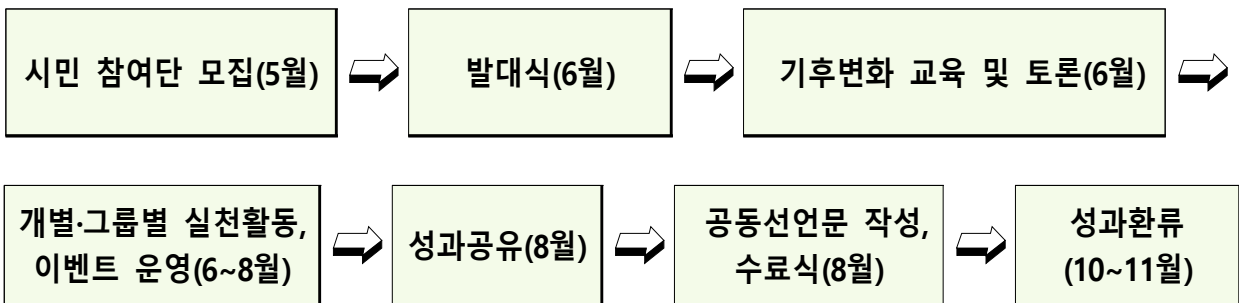 시민 참여단 모집(5월)
발대식(6월)
기후변화 교육 및 토론(6월)
개별·그룹별 실천활동,
이벤트 운영(6~8월)
성과공유(8월)
공동선언문 작성,
수료식(8월)
성과환류
(10~11월)